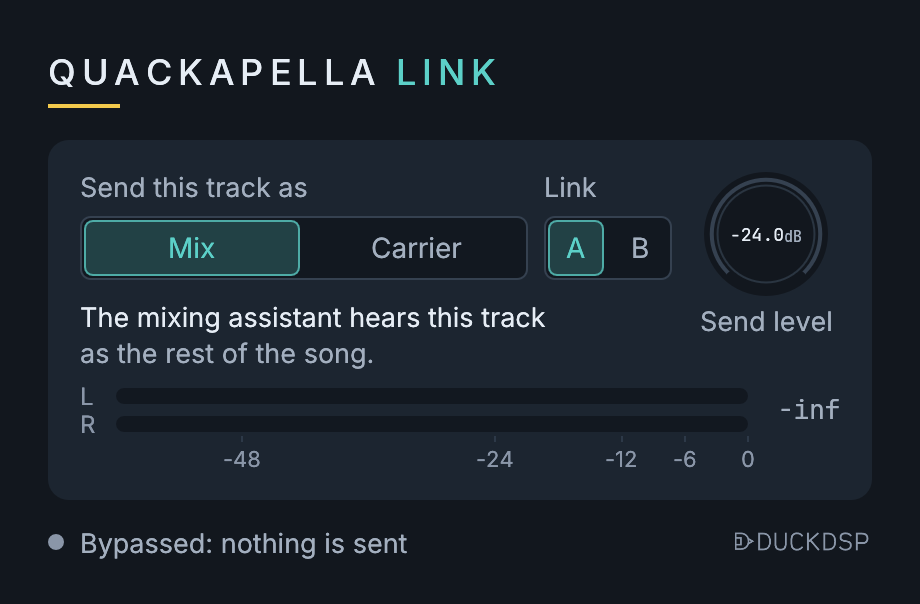 QUACKAPELLA LINK
Send this track as
Link
Mix
Carrier
A
B
-24.0dB
Send level
The mixing assistant hears this track
as the rest of the song.
L
R
-inf
-48
-24
-12
-6
0
Bypassed: nothing is sent
DUCKDSP